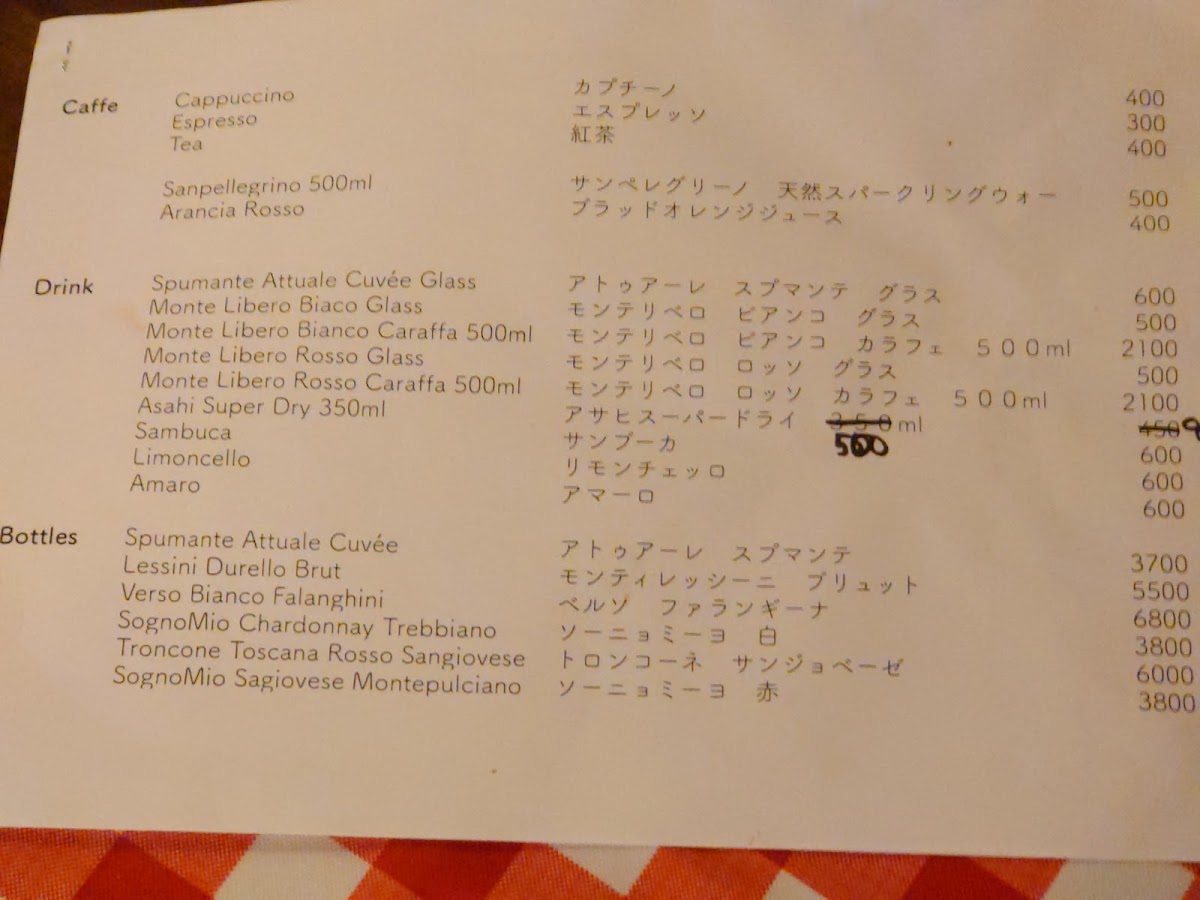 Caffe Cappuccino カプチーノ 400
Espresso エスプレッソ 300
Tea 紅茶 400
Sanpellegrino 500ml サンペレグリーノ 天然スパークリングウォー 500
Arancia Rosso ブラッドオレンジジュース 400
Drink Spumante Attuale Cuvée Glass アトゥアーレ スプマンテ グラス 600
Monte Libero Biaco Glass モンテリベロ ビアンコ グラス 500
Monte Libero Bianco Caraffa 500ml モンテリベロ ビアンコ カラフェ 500ml 2100
Monte Libero Rosso Glass モンテリベロ ロッソ グラス 500
Monte Libero Rosso Caraffa 500ml モンテリベロ ロッソ カラフェ 500ml 2100
Asahi Super Dry 350ml アサヒスーパードライ 350ml 450
500
Sambuca サンブーカ 600
Limoncello リモンチェッロ 600
Amaro アマーロ 600
Bottles Spumante Attuale Cuvée アトゥアーレ スプマンテ 3700
Lessini Durello Brut モンティレッシーニ ブリュット 5500
Verso Bianco Falanghini ベルソ ファランギーナ 6800
SognoMio Chardonnay Trebbiano ソーニョミーヨ 白 3800
Troncone Toscana Rosso Sangiovese トロンコーネ サンジョベーゼ 6000
SognoMio Sagiovese Montepulciano ソーニョミーヨ 赤 3800